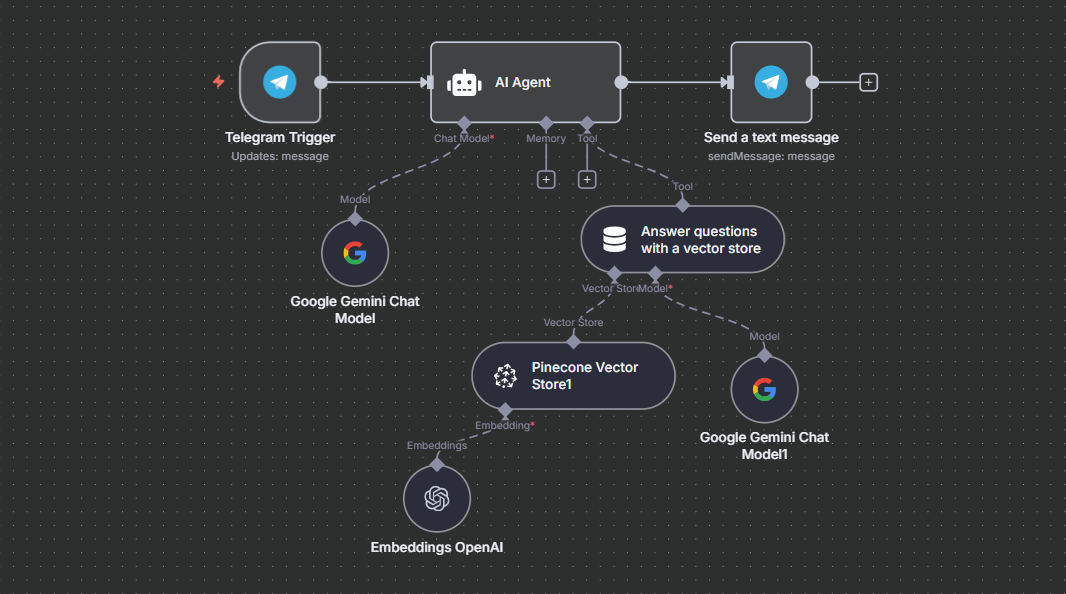 AI Agent
Telegram Trigger
Updates: message
Chat Model*
Memory
Tool
Send a text message
sendMessage: message
Model
Google Gemini Chat
Model
Tool
Answer questions
with a vector store
Vector Store
Model*
Vector Store
Pinecone Vector
Store1
Embedding*
Model
Google Gemini Chat
Model1
Embeddings
Embeddings OpenAI